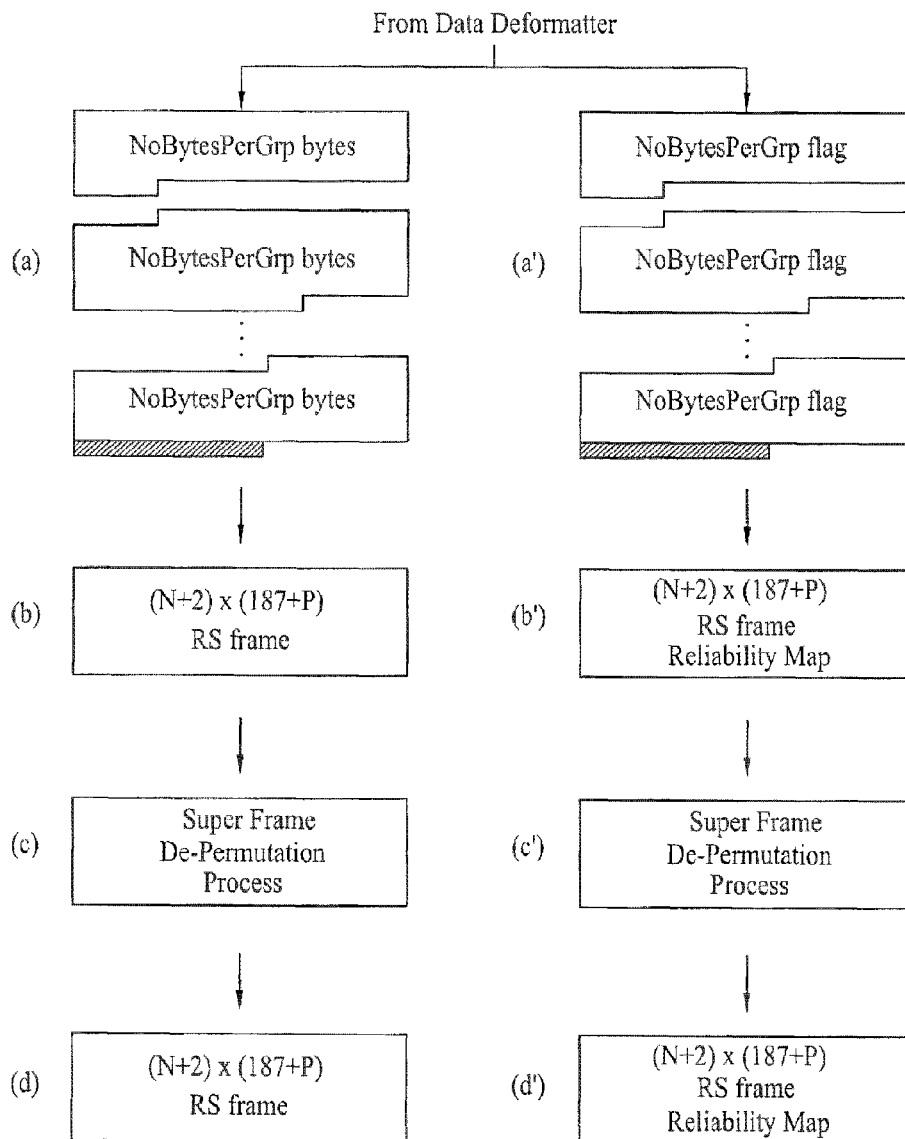 From Data Deformatter
NoBytesPerGrp bytes
NoBytesPerGrp flag
(a)
NoBytesPerGrp bytes
(a')
NoBytesPerGrp flag
NoBytesPerGrp bytes
NoBytesPerGrp flag
(b)
(N+2) x (187+P)
RS frame
(b')
(N+2) x (187+P)
RS frame
Reliability Map
(c)
Super Frame
De-Permutation
Process
(c')
Super Frame
De-Permutation
Process
(d)
(N+2) x (187+P)
RS frame
(d')
(N+2) x (187+P)
RS frame
Reliability Map